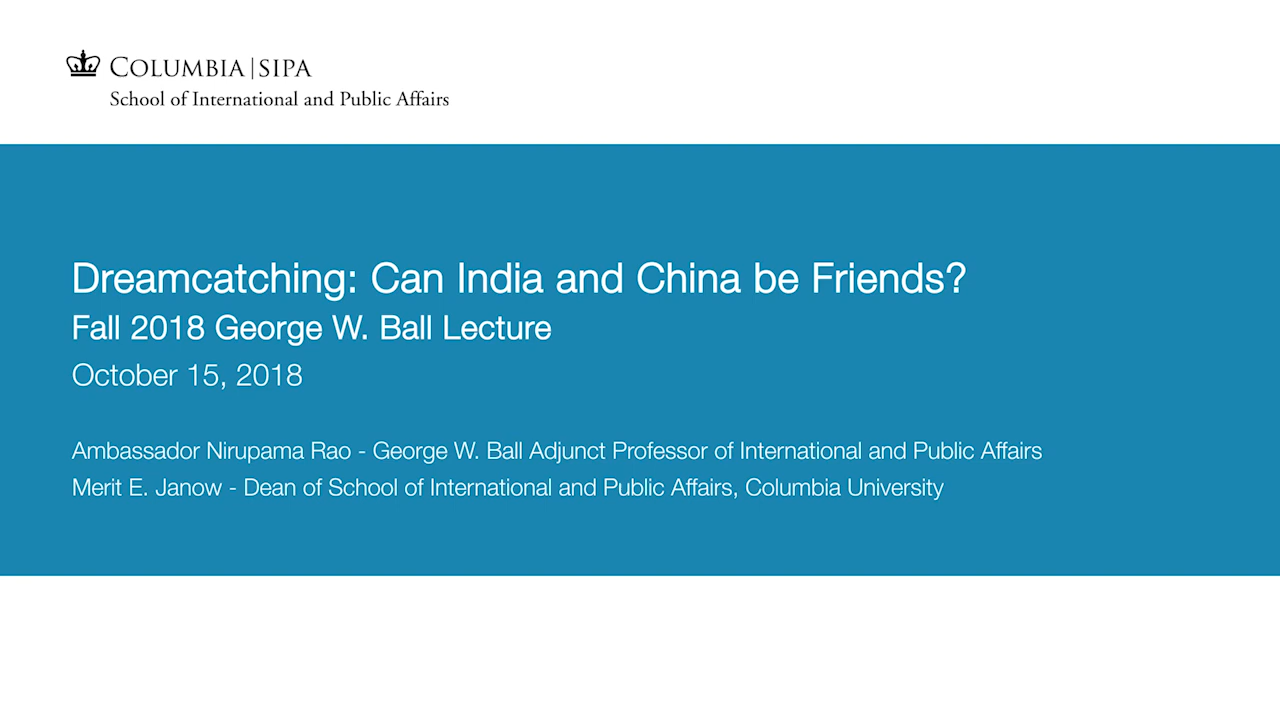 COLUMBIA | SIPA
School of International and Public Affairs
Dreamcatching: Can India and China be Friends?
Fall 2018 George W. Ball Lecture
October 15, 2018
Ambassador Nirupama Rao - George W. Ball Adjunct Professor of International and Public Affairs
Merit E. Janow - Dean of School of International and Public Affairs, Columbia University